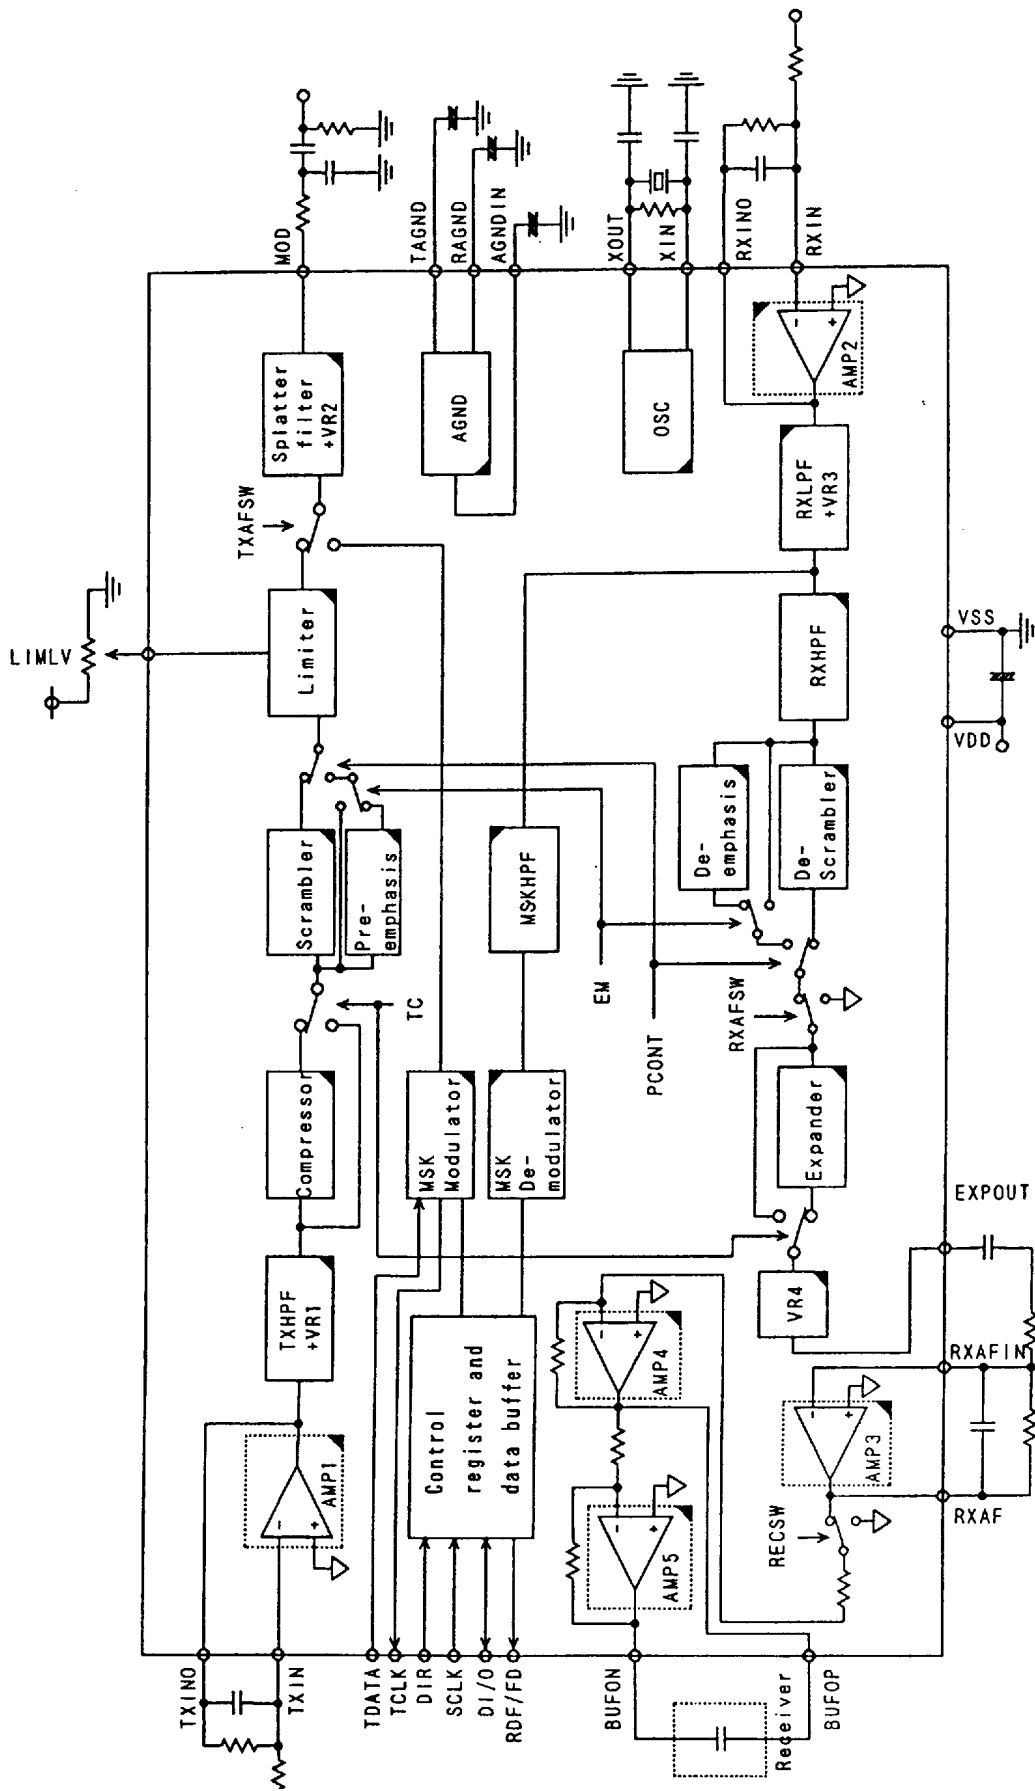 TXINO
TXIN
TDATA
TCLK
DIR
SCLK
DI/O
RDF/FD
BUFON
Receiver
BUFOP
AMP1
TXHPF
+VR1
Compressor
TC
Scrambler
Pre-
emphasis
LIMLV
Limiter
TXAFSW
Splatter
filter
+VR2
MOD
Control
register and
data buffer
MSK
Modulator
MSK
De-
modulator
MSKHPF
EM
PCONT
AGND
TAGND
RAGND
AGNDIN
OSC
XOUT
XIN
RXINO
RXIN
AMP2
RXLPF
+VR3
RXHPF
De-
emphasis
De-
Scrambler
RXAFSW
Expander
VR4
AMP4
AMP5
AMP3
RECSW
VSS
VDD
EXPOUT
RXAFIN
RXAF